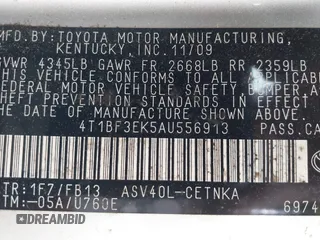 MFD.BY:TOYOTA MOTOR MANUFACTURING,
KENTUCKY,INC.11/09
GVWR 4345LB GAWR FR 2668LB RR 2359LB
THIS VEHICLE CONFORMS TO ALL APPLICABLE
FEDERAL MOTOR VEHICLE SAFETY, BUMPER,
AND THEFT PREVENTION STANDARDS IN EFFECT
ON THE DATE OF MANUFACTURE SHOWN ABOVE.
4T1BF3EK5AU556913 PASS.CA
TR:1F7/FB13 ASV40L-CETNKA
TM:-05A/U760E 6974